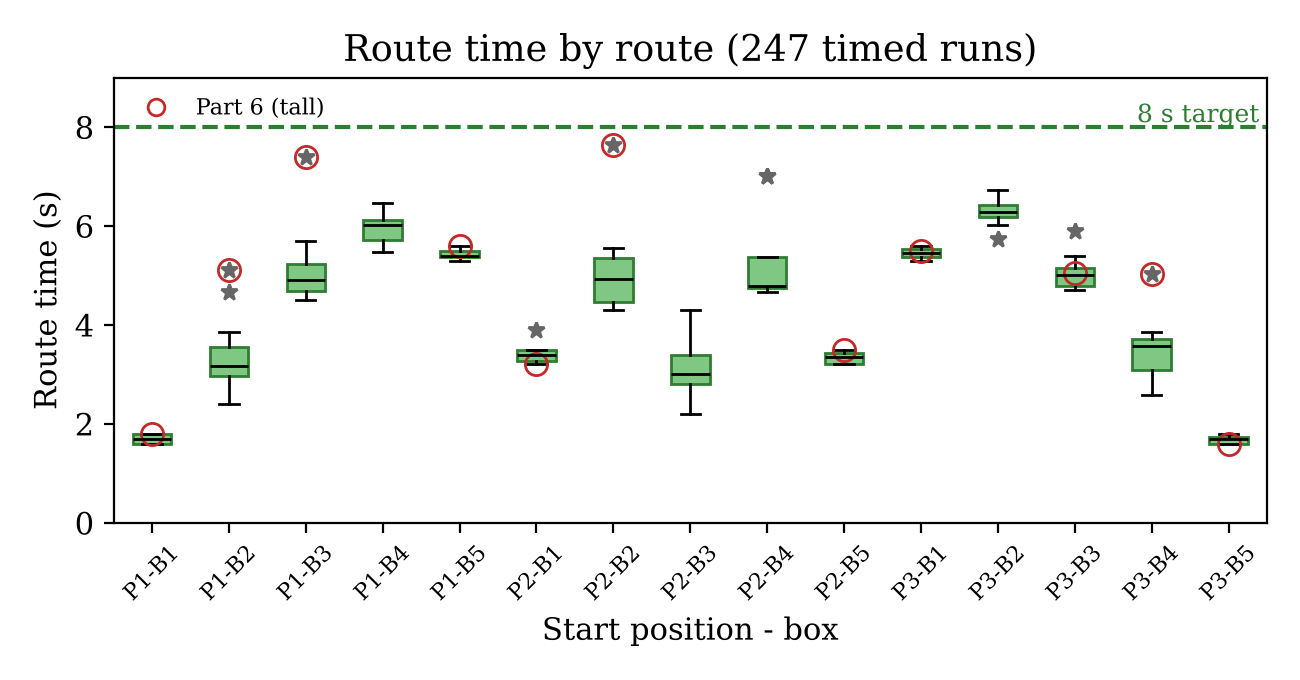 Route time by route (247 timed runs)
Part 6 (tall)
8 s target
Route time (s)
8
6
4
2
0
P1-B1
P1-B2
P1-B3
P1-B4
P1-B5
P2-B1
P2-B2
P2-B3
P2-B4
P2-B5
P3-B1
P3-B2
P3-B3
P3-B4
P3-B5
Start position - box